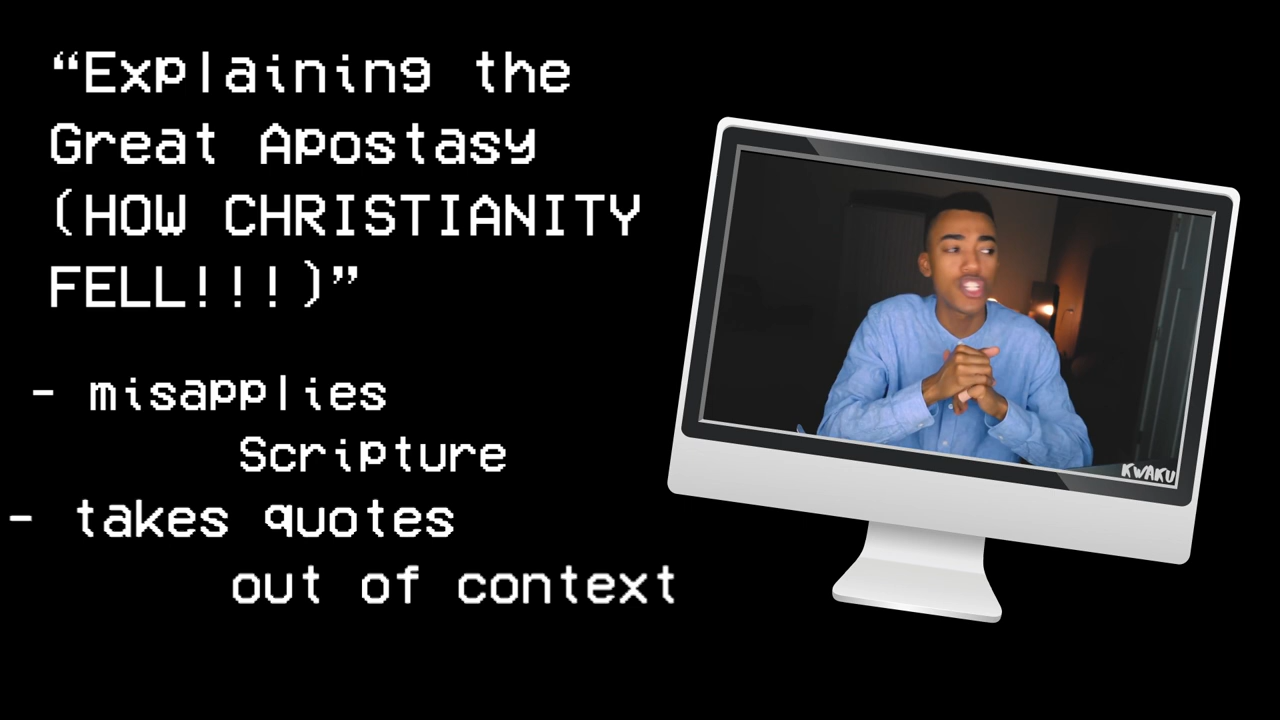 “Explaining the
Great Apostasy
(HOW CHRISTIANITY
FELL!!!)”
- misapplies
Scripture
- takes quotes
out of context
KWAKU